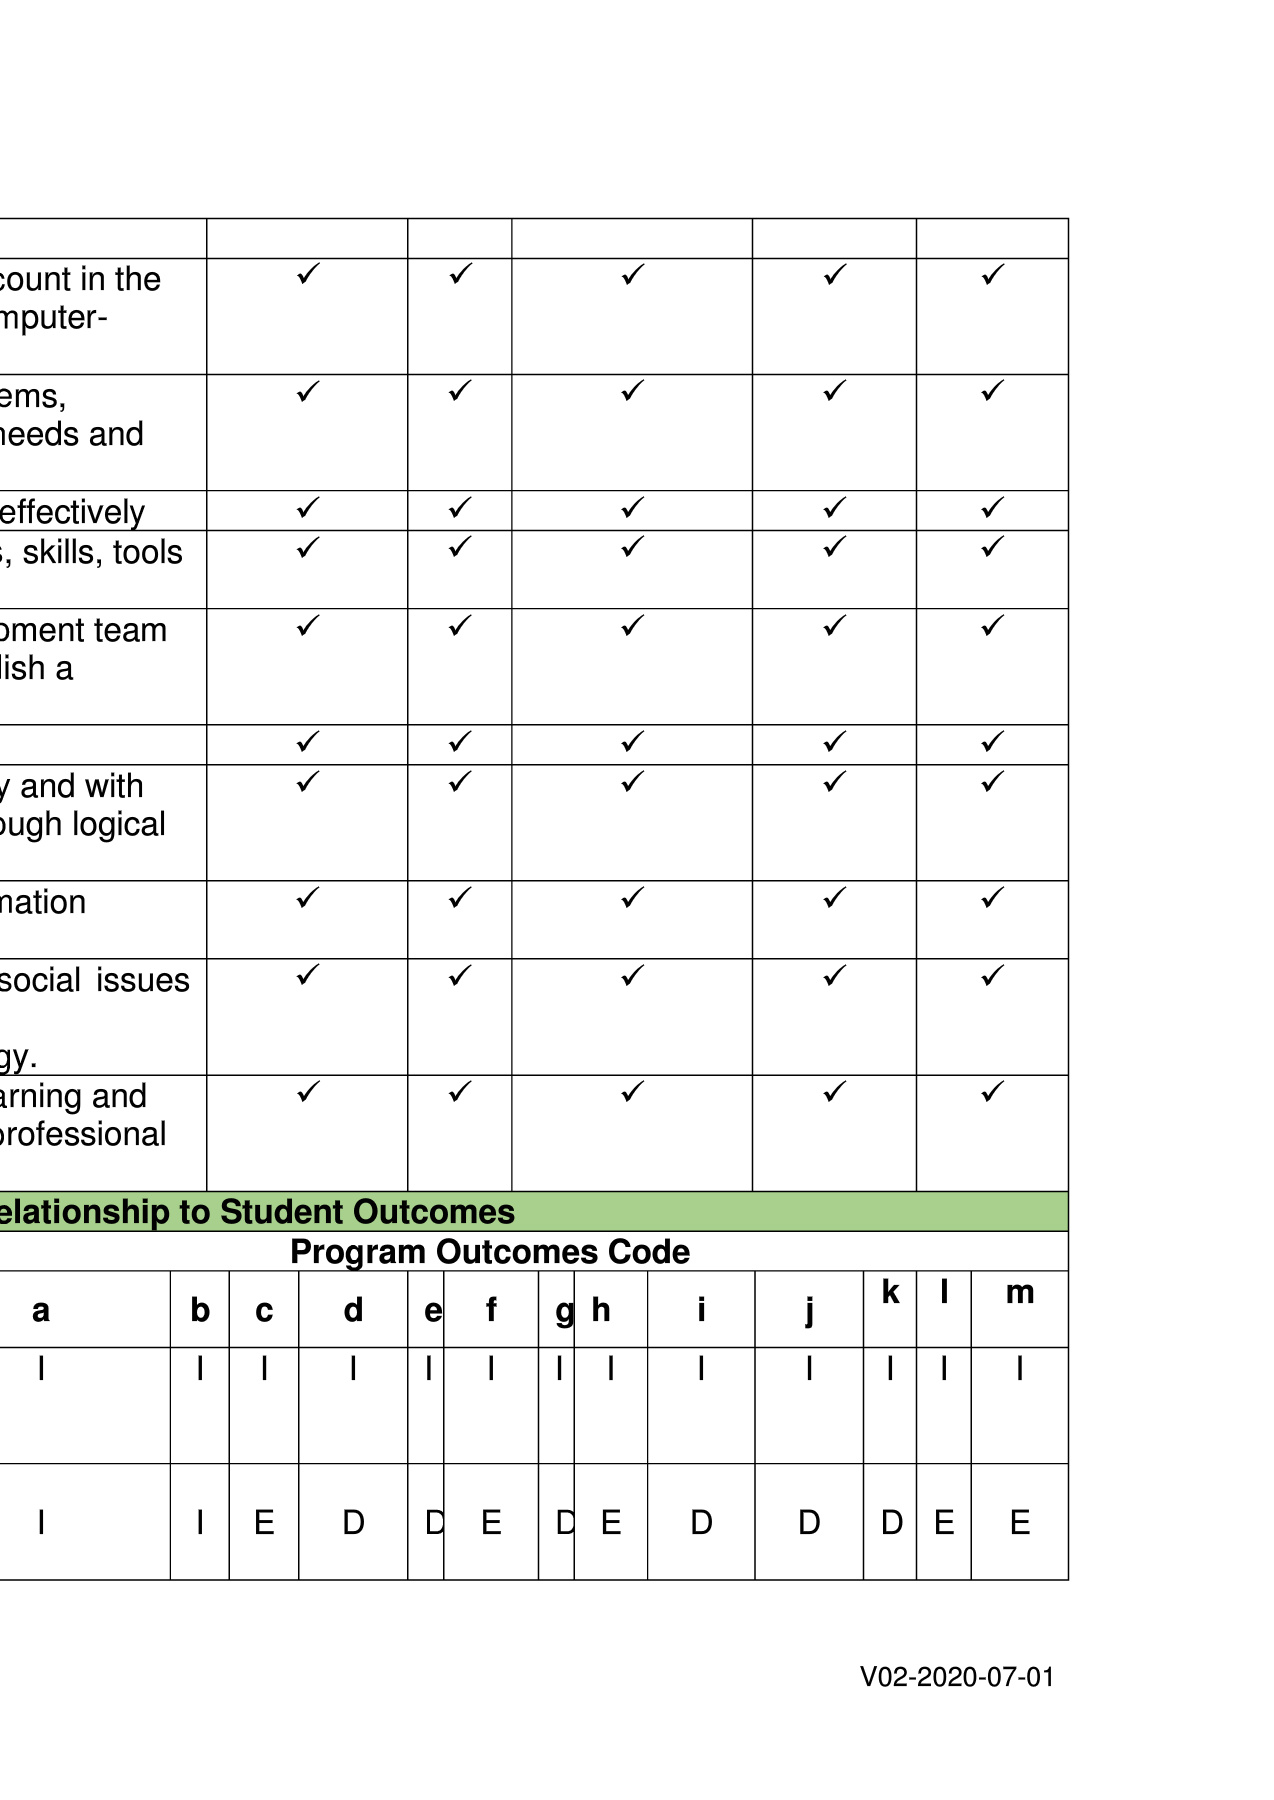 count in the ✓ ✓ ✓ ✓ ✓
mputer-
ems, ✓ ✓ ✓ ✓ ✓
needs and
effectively ✓ ✓ ✓ ✓ ✓
s, skills, tools ✓ ✓ ✓ ✓ ✓
pment team ✓ ✓ ✓ ✓ ✓
lish a
✓ ✓ ✓ ✓ ✓
y and with ✓ ✓ ✓ ✓ ✓
ough logical
mation ✓ ✓ ✓ ✓ ✓
social issues ✓ ✓ ✓ ✓ ✓
gy.
arning and ✓ ✓ ✓ ✓ ✓
professional
elationship to Student Outcomes
Program Outcomes Code
a b c d e f g h i j k l m
I I I I I I I I I I I I I
I I E D D E D E D D D E E
V02-2020-07-01